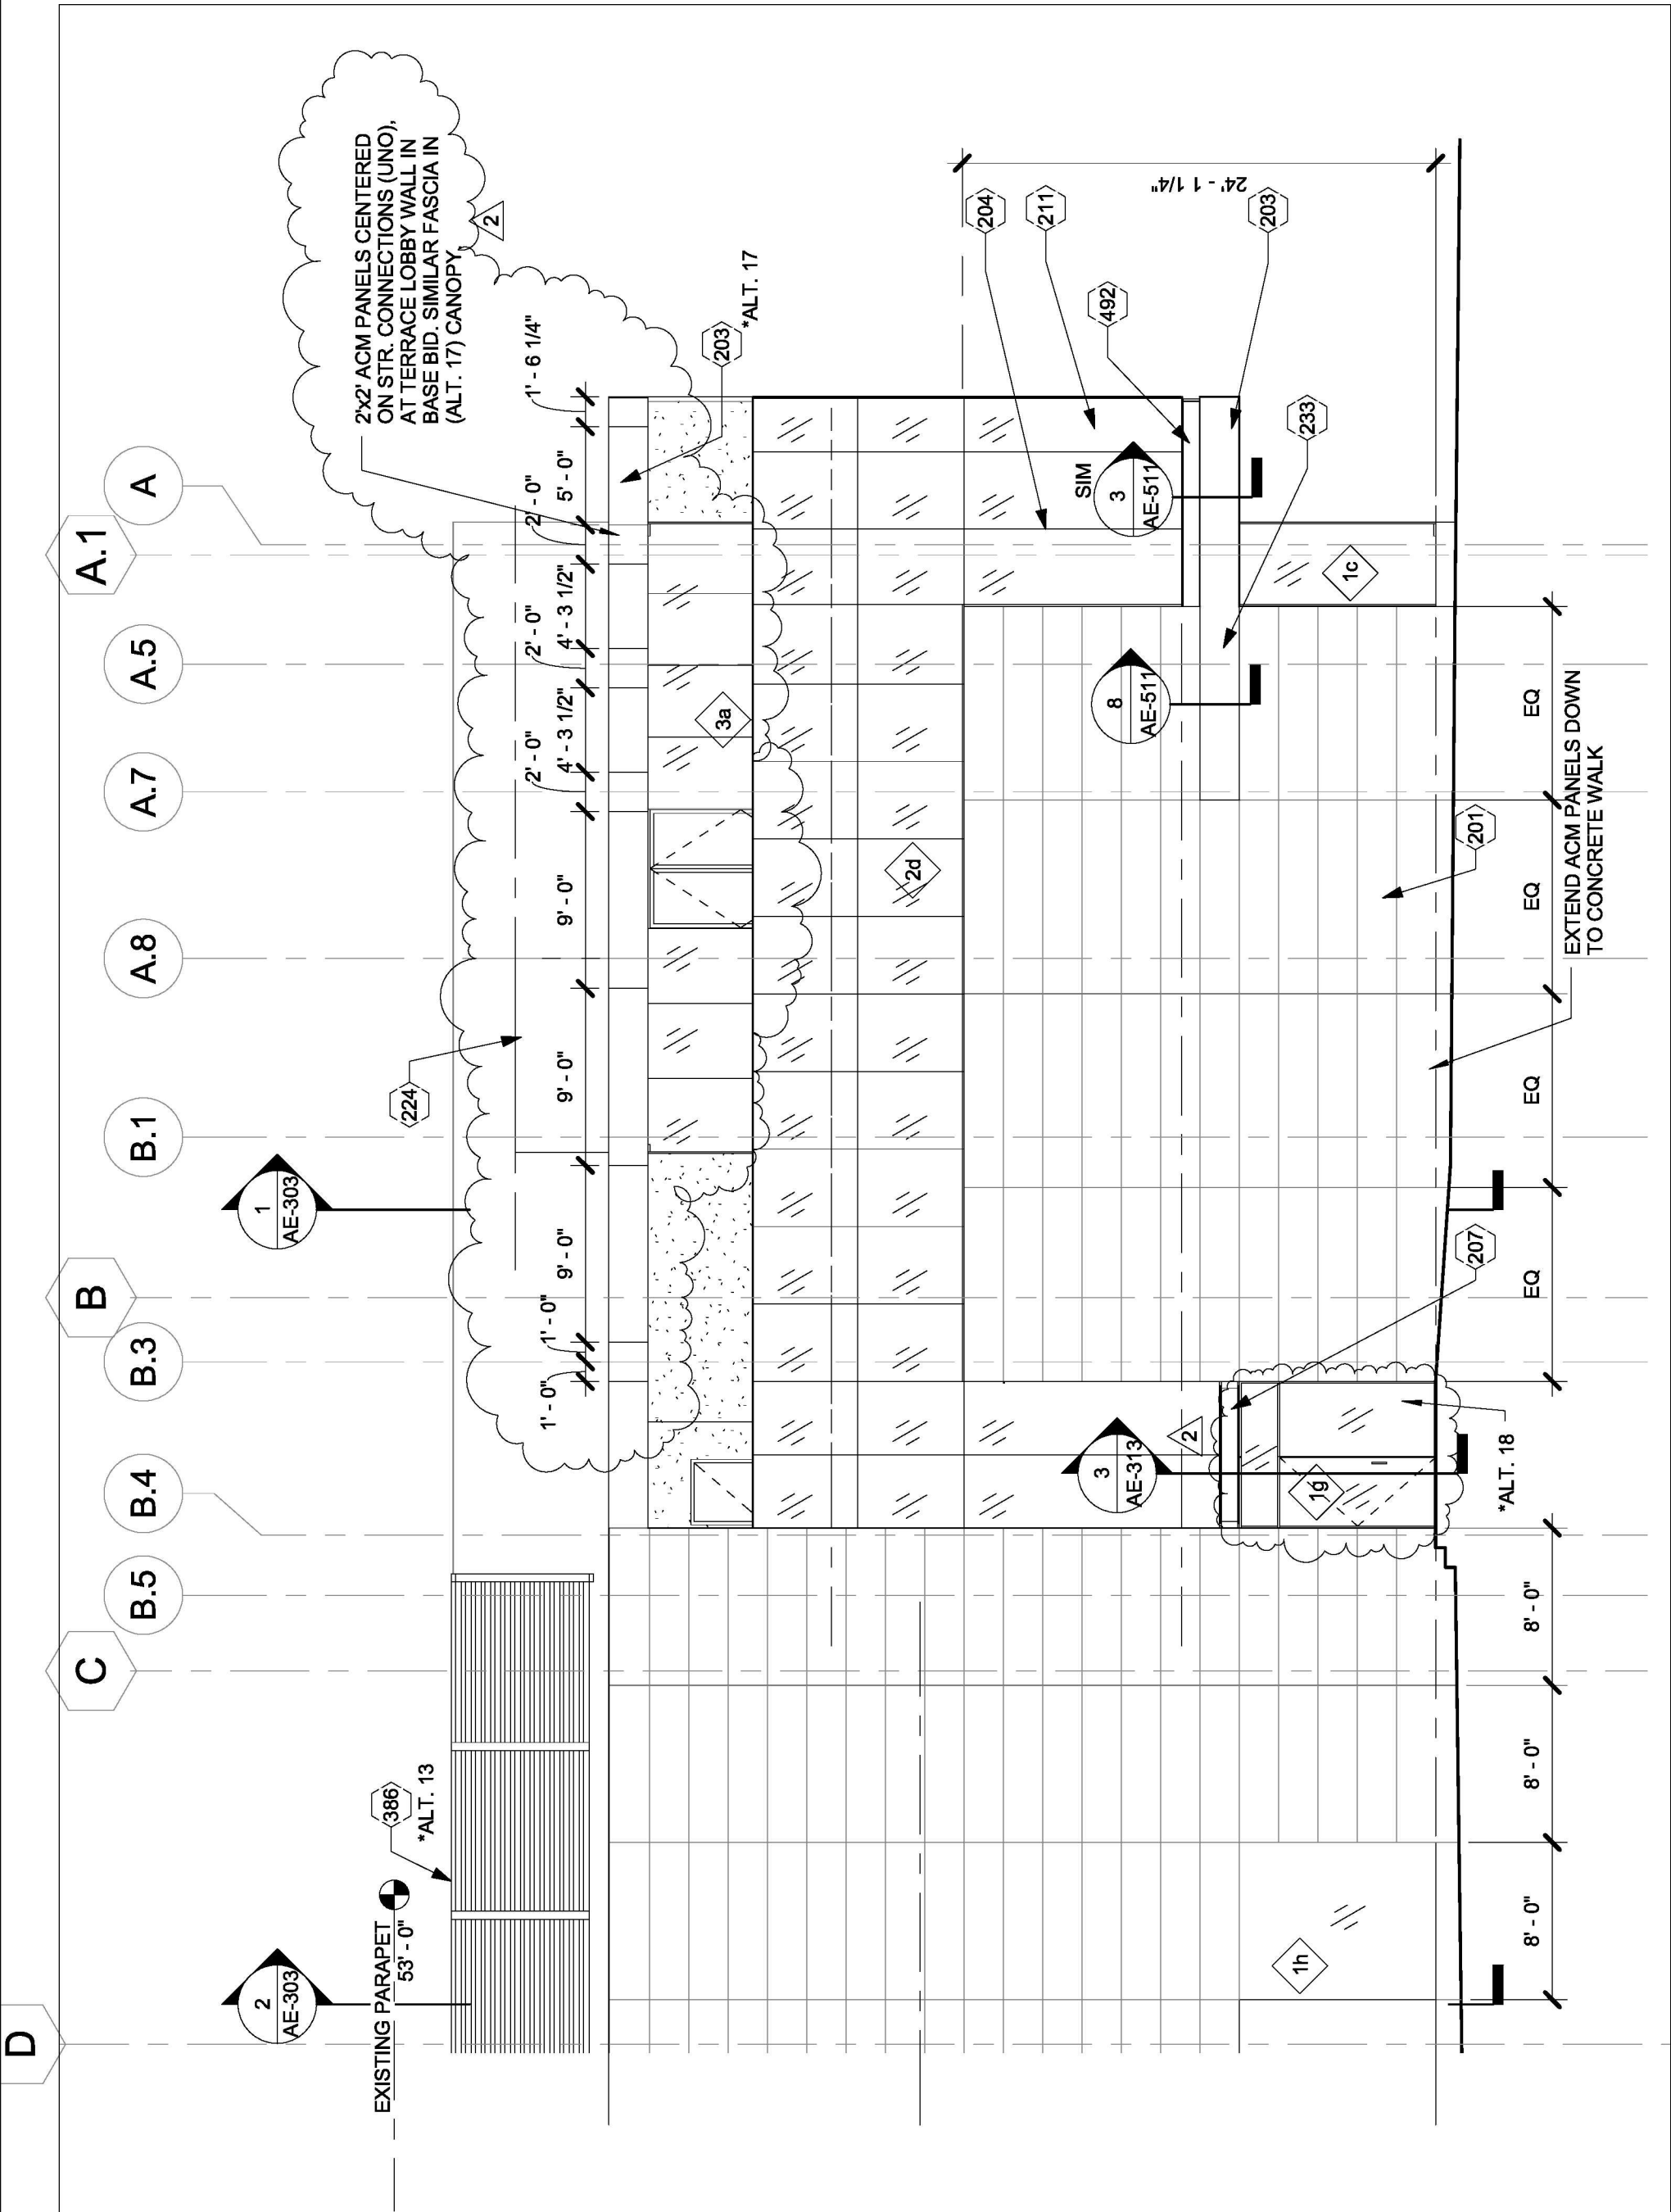 D
C
B
A.1
B.5
B.4
B.3
B.1
A.8
A.7
A.5
A
2'x2' ACM PANELS CENTERED
ON STR. CONNECTIONS (UNO),
AT TERRACE LOBBY WALL IN
BASE BID. SIMILAR FASCIA IN
(ALT. 17) CANOPY
2
2
AE-303
1
AE-303
EXISTING PARAPET
53' - 0"
386
*ALT. 13
224
203
*ALT. 17
1' - 0"
1' - 0"
9' - 0"
9' - 0"
9' - 0"
2' - 0"
4' - 3 1/2"
2' - 0"
4' - 3 1/2"
2' - 0"
5' - 0"
1' - 6 1/4"
3a
2d
204
211
492
24' - 1 1/4"
203
233
SIM
3
AE-511
8
AE-511
1c
3
AE-313
2
1g
1h
207
*ALT. 18
201
8' - 0"
8' - 0"
8' - 0"
EQ
EQ
EQ
EQ
EXTEND ACM PANELS DOWN
TO CONCRETE WALK